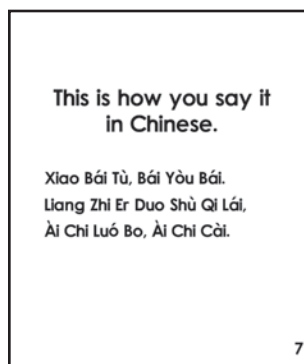 This is how you say it
in Chinese.
Xiao Bái Tù, Bái Yòu Bái.
Liang Zhi Er Duo Shù Qi Lái,
Ài Chi Luó Bo, Ài Chi Cài.
7